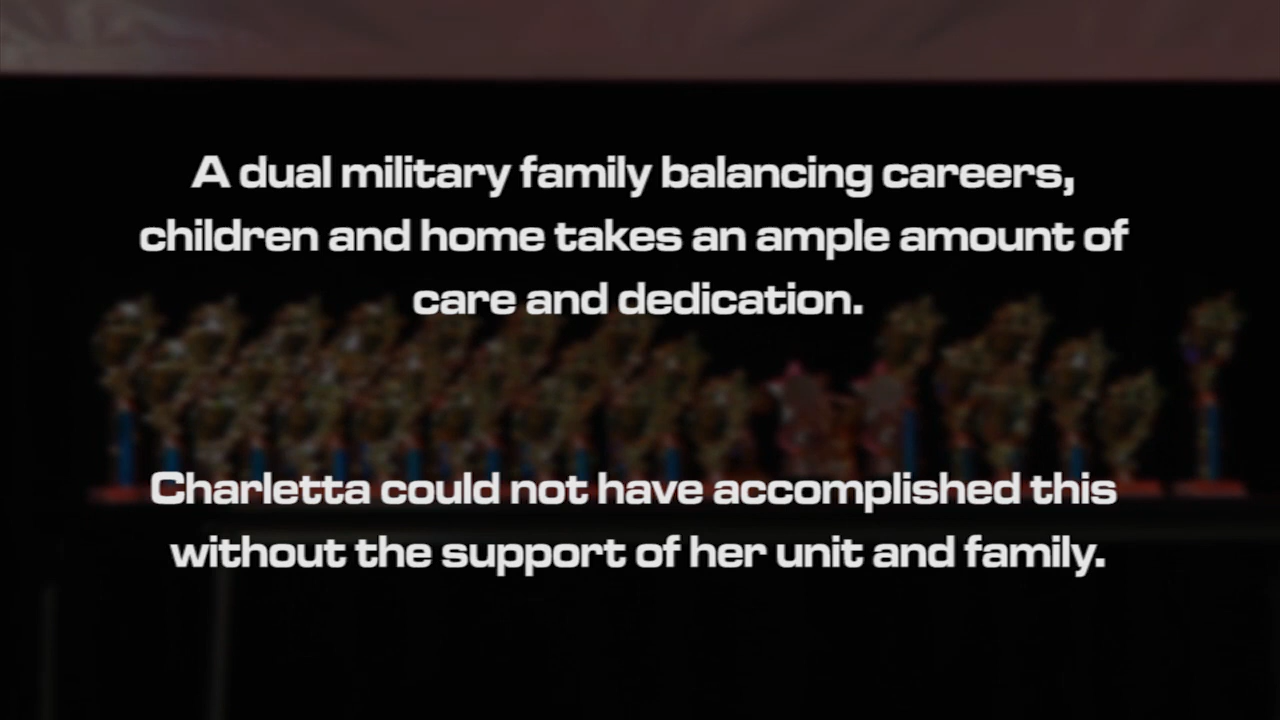 A dual military family balancing careers,
children and home takes an ample amount of
care and dedication.
Charletta could not have accomplished this
without the support of her unit and family.